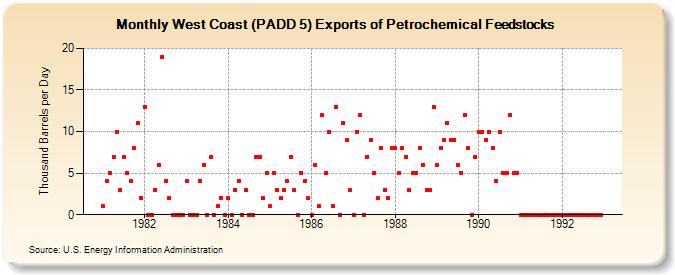 Monthly West Coast (PADD 5) Exports of Petrochemical Feedstocks
Thousand Barrels per Day
20
15
10
5
0
1982 1984 1986 1988 1990 1992
Source: U.S. Energy Information Administration